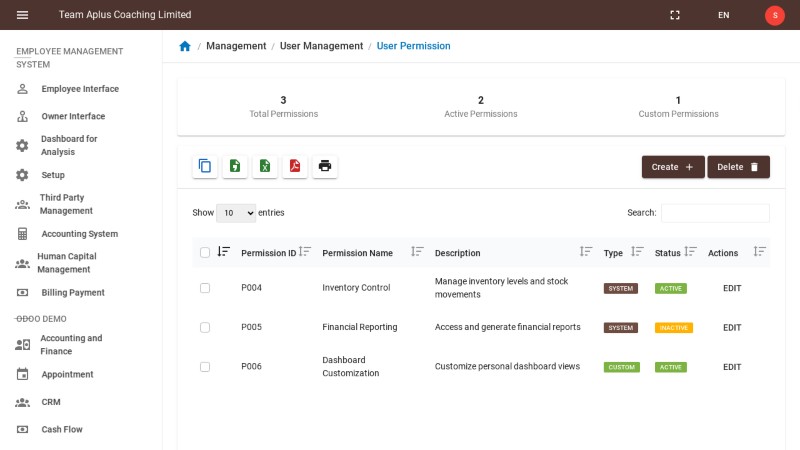 Team Aplus Coaching Limited
EN
S
EMPLOYEE MANAGEMENT
SYSTEM
Employee Interface
Owner Interface
Dashboard for
Analysis
Setup
Third Party
Management
Accounting System
Human Capital
Management
Billing Payment
ODOO DEMO
Accounting and
Finance
Appointment
CRM
Cash Flow
/ Management / User Management / User Permission
3
Total Permissions
2
Active Permissions
1
Custom Permissions
Create +
Delete
Show 10 entries
Search:
Permission ID Permission Name Description Type Status Actions
P004 Inventory Control Manage inventory levels and stock
movements SYSTEM ACTIVE EDIT
P005 Financial Reporting Access and generate financial reports SYSTEM INACTIVE EDIT
P006 Dashboard
Customization Customize personal dashboard views CUSTOM ACTIVE EDIT